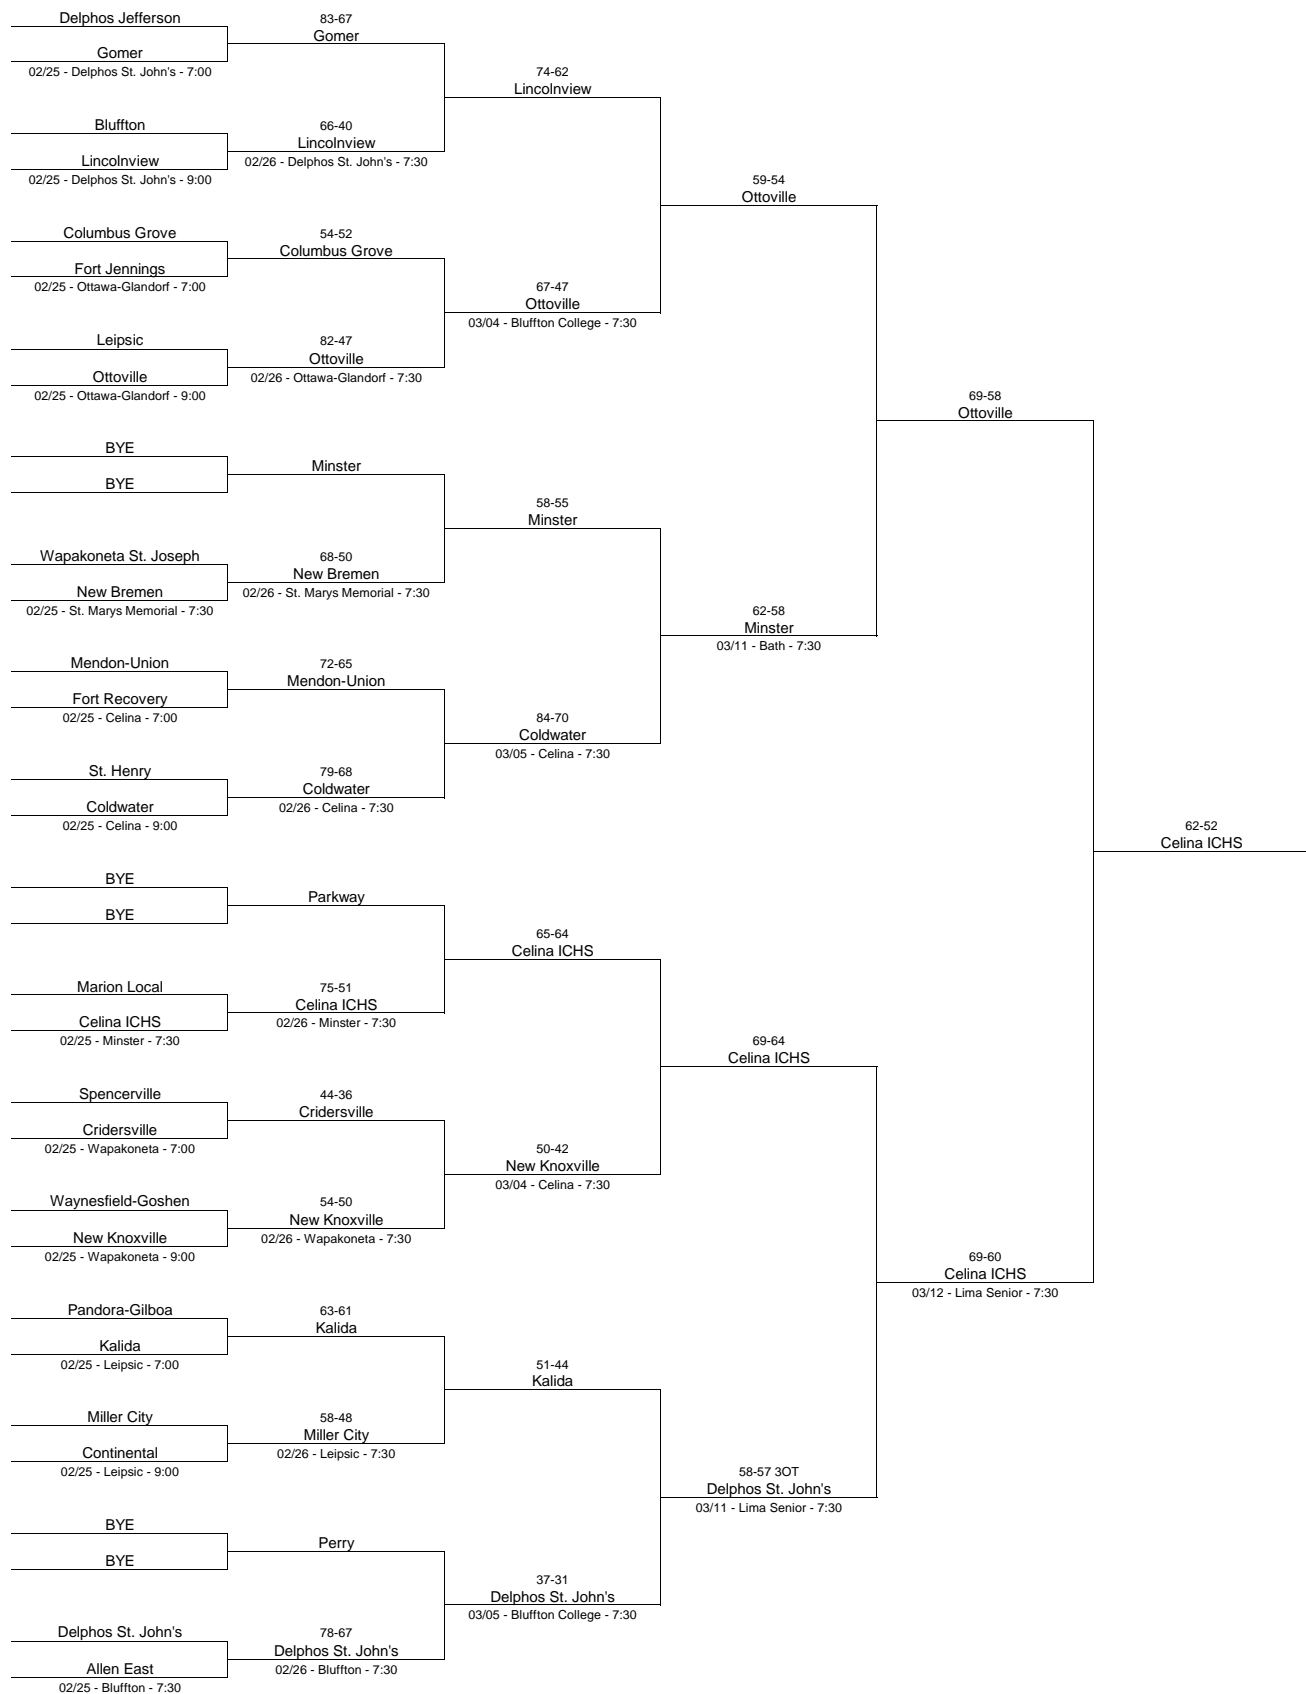 Delphos Jefferson
Gomer
02/25 - Delphos St. John's - 7:00
Bluffton
Lincolnview
02/25 - Delphos St. John's - 9:00
Columbus Grove
Fort Jennings
02/25 - Ottawa-Glandorf - 7:00
Leipsic
Ottoville
02/25 - Ottawa-Glandorf - 9:00
BYE
BYE
Wapakoneta St. Joseph
New Bremen
02/25 - St. Marys Memorial - 7:30
Mendon-Union
Fort Recovery
02/25 - Celina - 7:00
St. Henry
Coldwater
02/25 - Celina - 9:00
BYE
BYE
Marion Local
Celina ICHS
02/25 - Minster - 7:30
Spencerville
Cridersville
02/25 - Wapakoneta - 7:00
Waynesfield-Goshen
New Knoxville
02/25 - Wapakoneta - 9:00
Pandora-Gilboa
Kalida
02/25 - Leipsic - 7:00
Miller City
Continental
02/25 - Leipsic - 9:00
BYE
BYE
Delphos St. John's
Allen East
02/25 - Bluffton - 7:30
83-67
Gomer
66-40
Lincolnview
02/26 - Delphos St. John's - 7:30
54-52
Columbus Grove
82-47
Ottoville
02/26 - Ottawa-Glandorf - 7:30
Minster
68-50
New Bremen
02/26 - St. Marys Memorial - 7:30
72-65
Mendon-Union
79-68
Coldwater
02/26 - Celina - 7:30
Parkway
75-51
Celina ICHS
02/26 - Minster - 7:30
44-36
Cridersville
54-50
New Knoxville
02/26 - Wapakoneta - 7:30
63-61
Kalida
58-48
Miller City
02/26 - Leipsic - 7:30
Perry
78-67
Delphos St. John's
02/26 - Bluffton - 7:30
74-62
Lincolnview
67-47
Ottoville
03/04 - Bluffton College - 7:30
58-55
Minster
84-70
Coldwater
03/05 - Celina - 7:30
65-64
Celina ICHS
50-42
New Knoxville
03/04 - Celina - 7:30
51-44
Kalida
37-31
Delphos St. John's
03/05 - Bluffton College - 7:30
59-54
Ottoville
62-58
Minster
03/11 - Bath - 7:30
69-64
Celina ICHS
58-57 3OT
Delphos St. John's
03/11 - Lima Senior - 7:30
69-58
Ottoville
69-60
Celina ICHS
03/12 - Lima Senior - 7:30
62-52
Celina ICHS